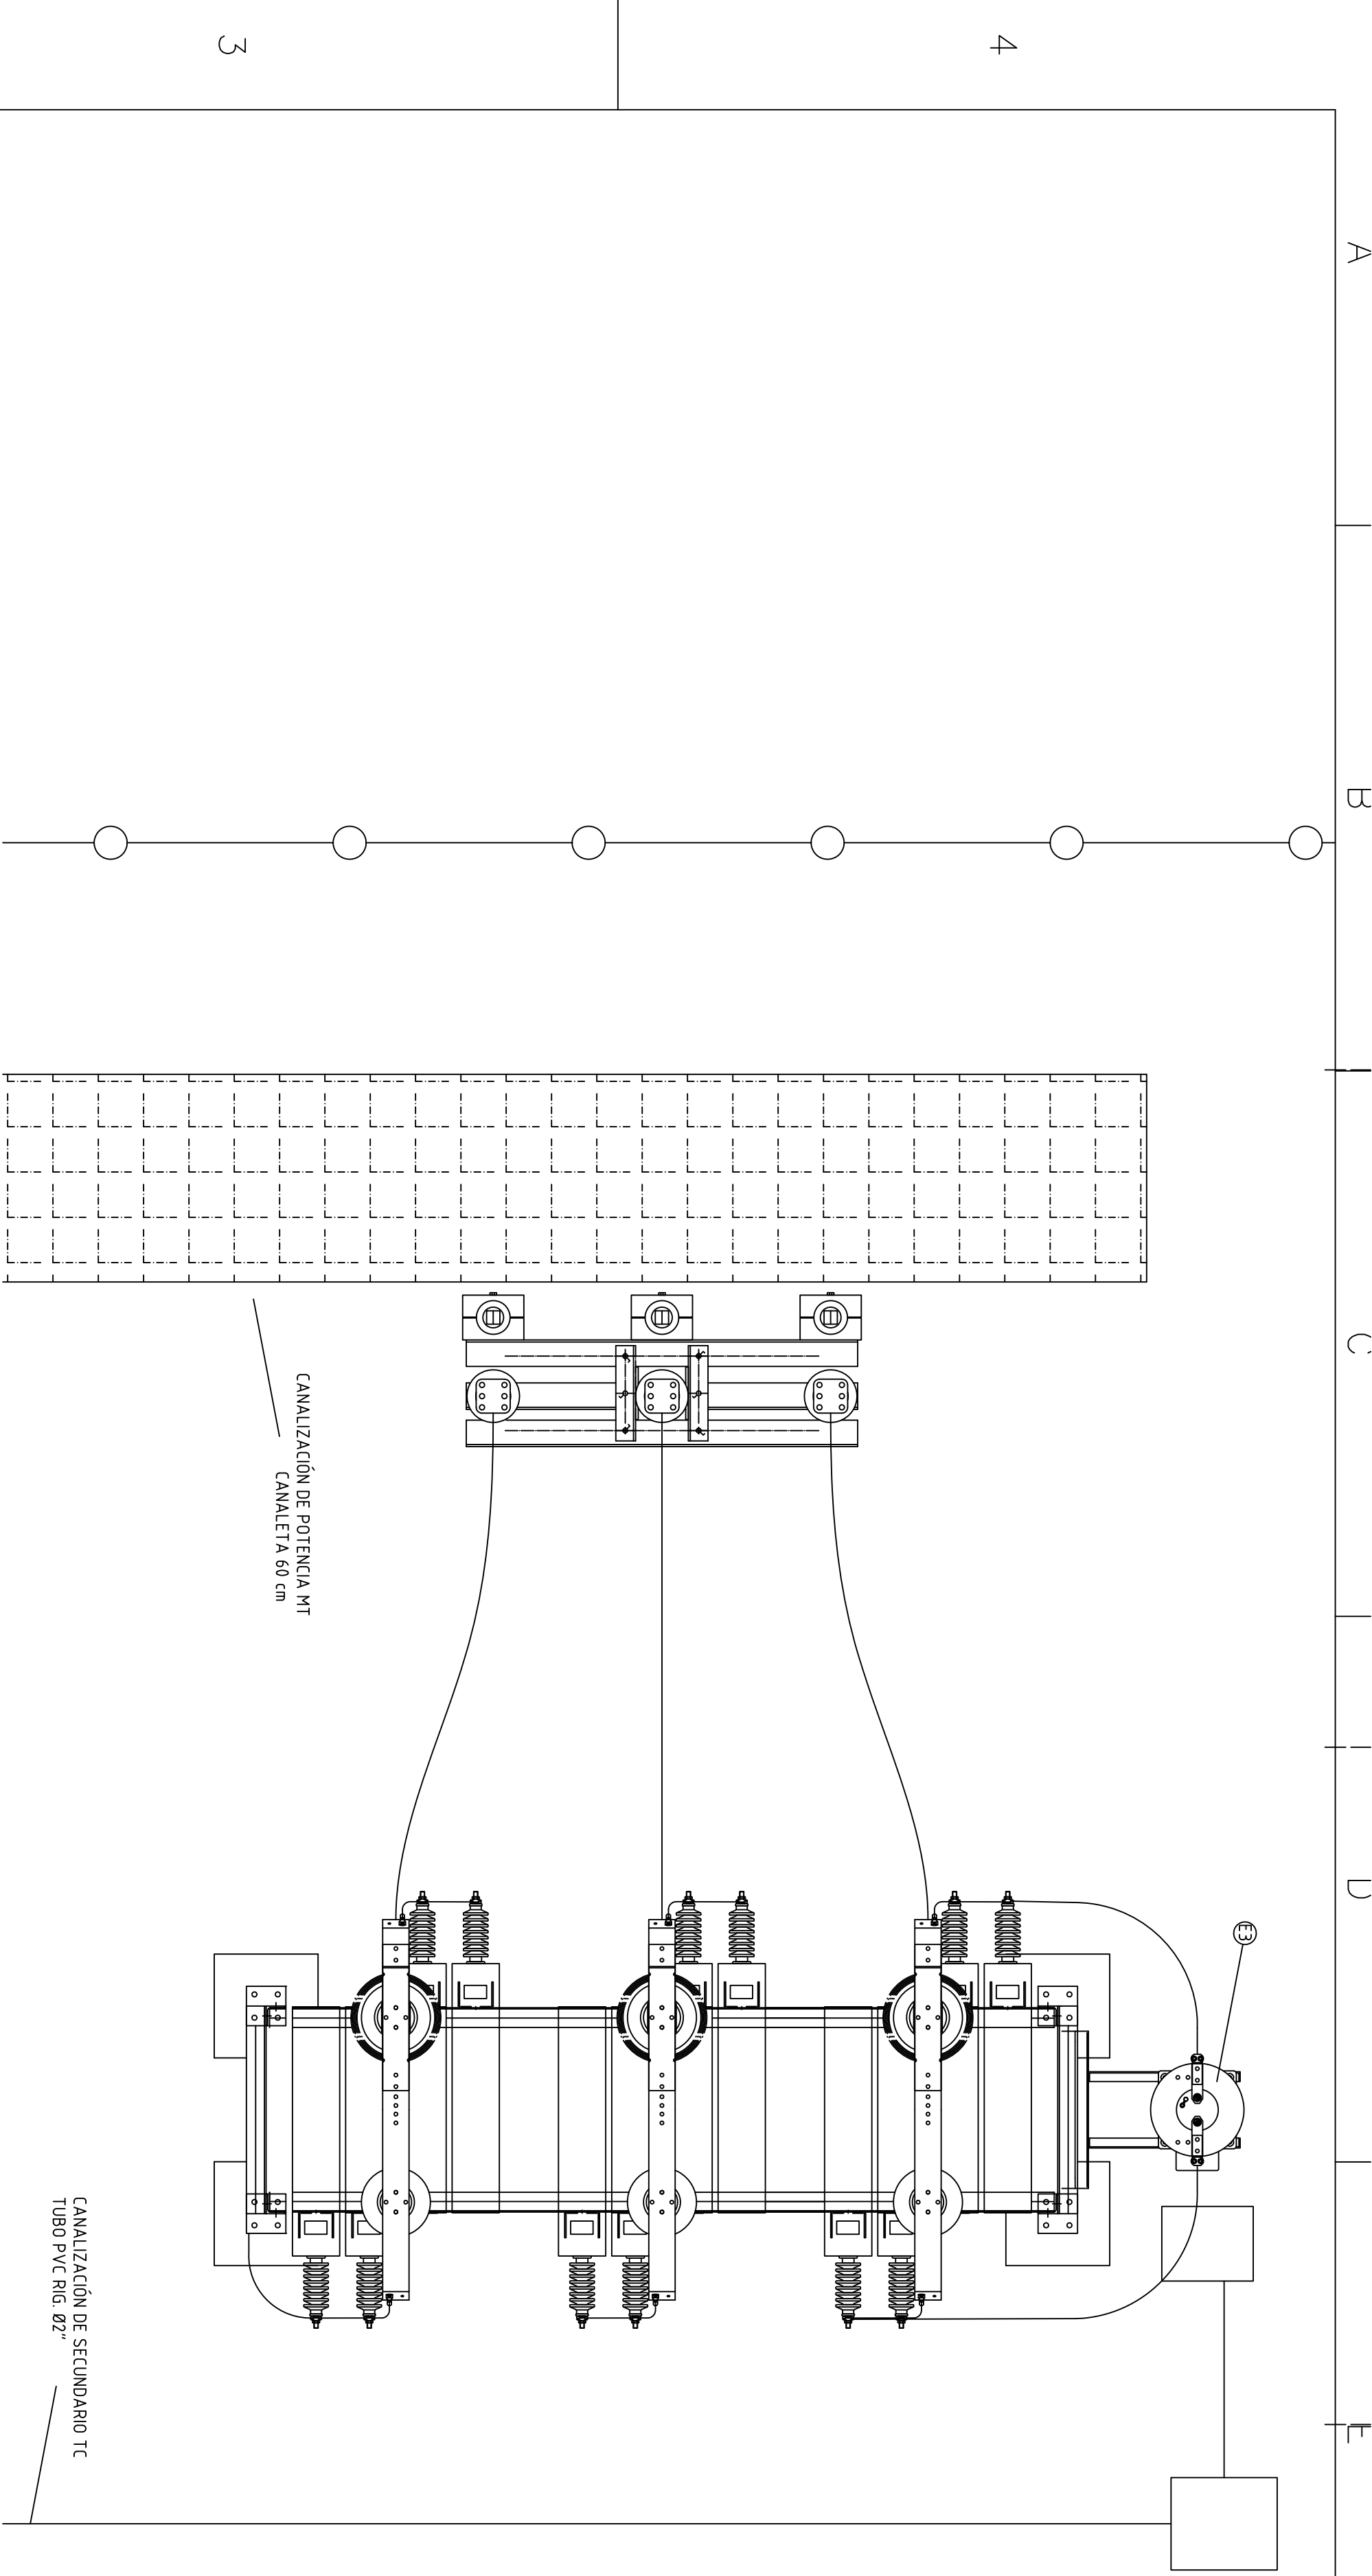 3
4
A
B
C
D
E
E3
CANALIZACIÓN DE POTENCIA MT
CANALETA 60 cm
CANALIZACIÓN DE SECUNDARIO TC
TUBO PVC RIG. Ø2"